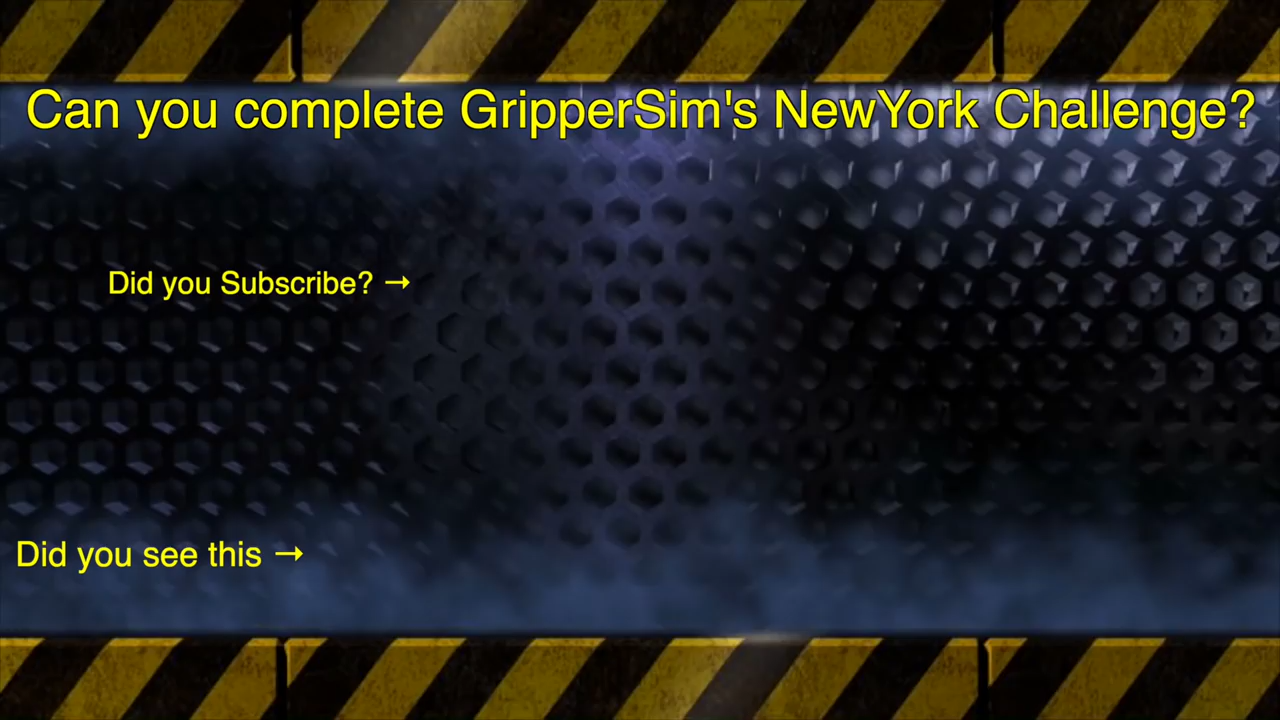 Can you complete GripperSim's NewYork Challenge?
Did you Subscribe? →
Did you see this →